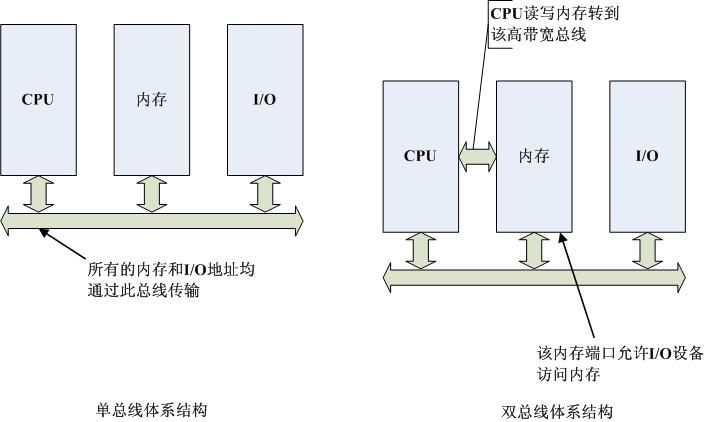 CPU
内存
I/O
所有的内存和I/O地址均
通过此总线传输
单总线体系结构
CPU读写内存转到
该高带宽总线
CPU
内存
I/O
该内存端口允许I/O设备
访问内存
双总线体系结构